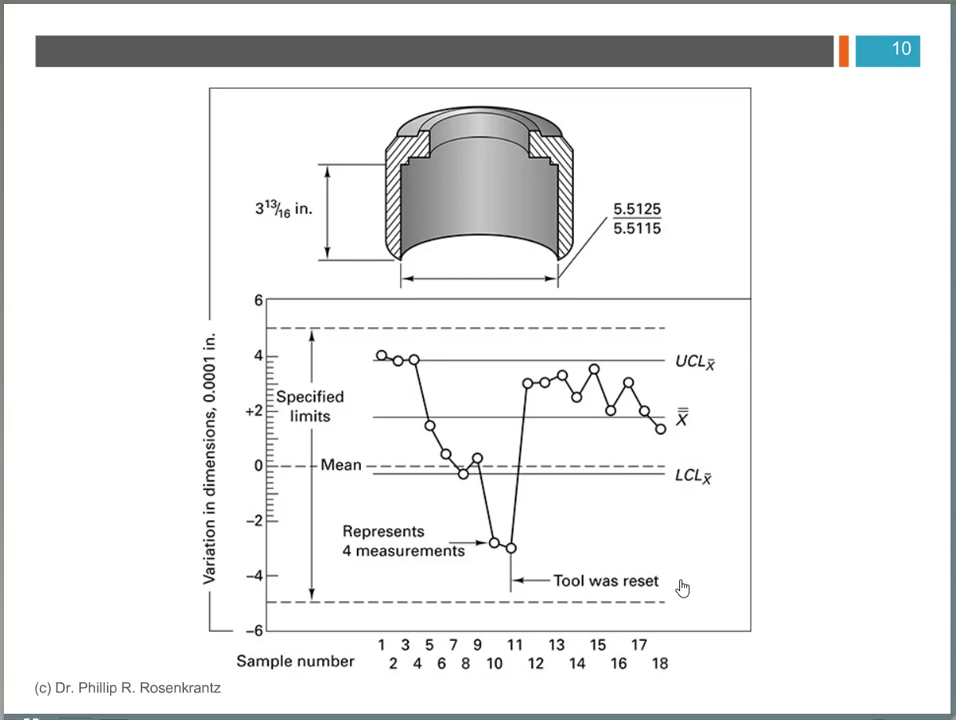 10
3 13/16 in.
5.5125
5.5115
Variation in dimensions, 0.0001 in.
6
4
+2
0
−2
−4
−6
Specified
limits
Mean
UCLx̄
X̿
LCLx̄
Represents
4 measurements
Tool was reset
1 3 5 7 9 11 13 15 17
Sample number 2 4 6 8 10 12 14 16 18
(c) Dr. Phillip R. Rosenkrantz